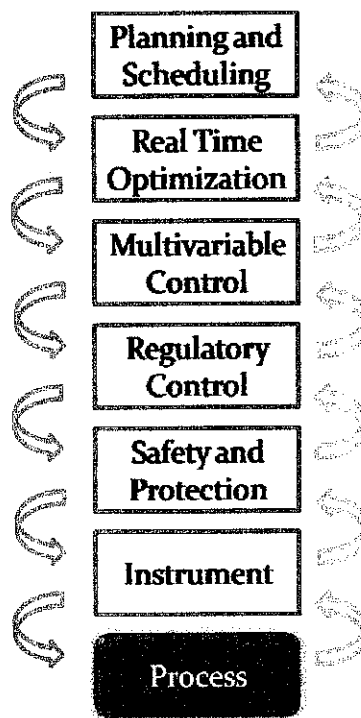 Planning and
Scheduling
Real Time
Optimization
Multivariable
Control
Regulatory
Control
Safety and
Protection
Instrument
Process